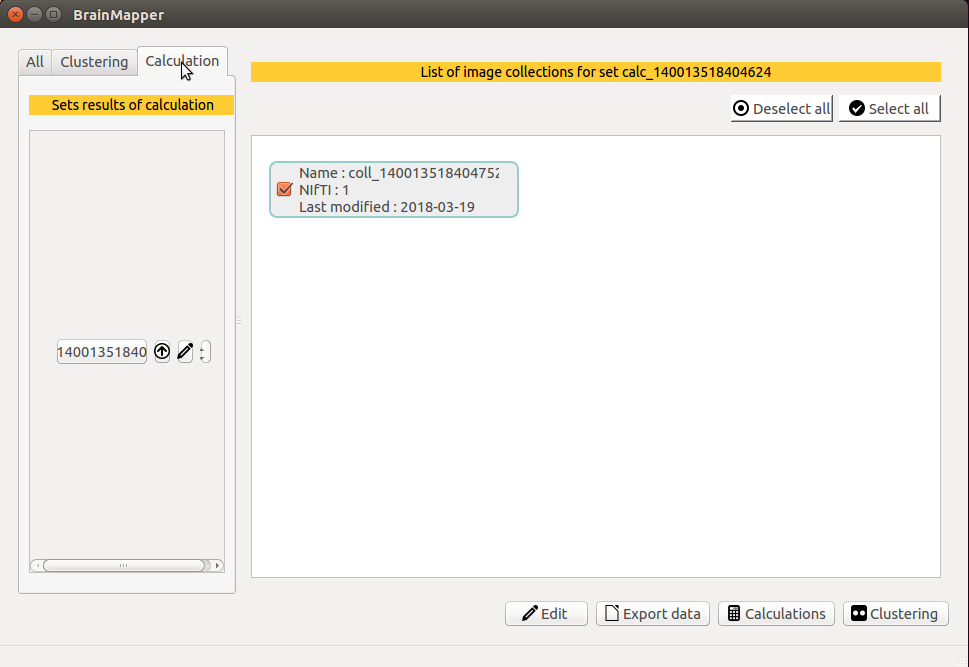 BrainMapper
All Clustering Calculation
List of image collections for set calc_140013518404624
Sets results of calculation
Deselect all Select all
Name : coll_140013518404752
NIfTI : 1
Last modified : 2018-03-19
14001351840
Edit Export data Calculations Clustering